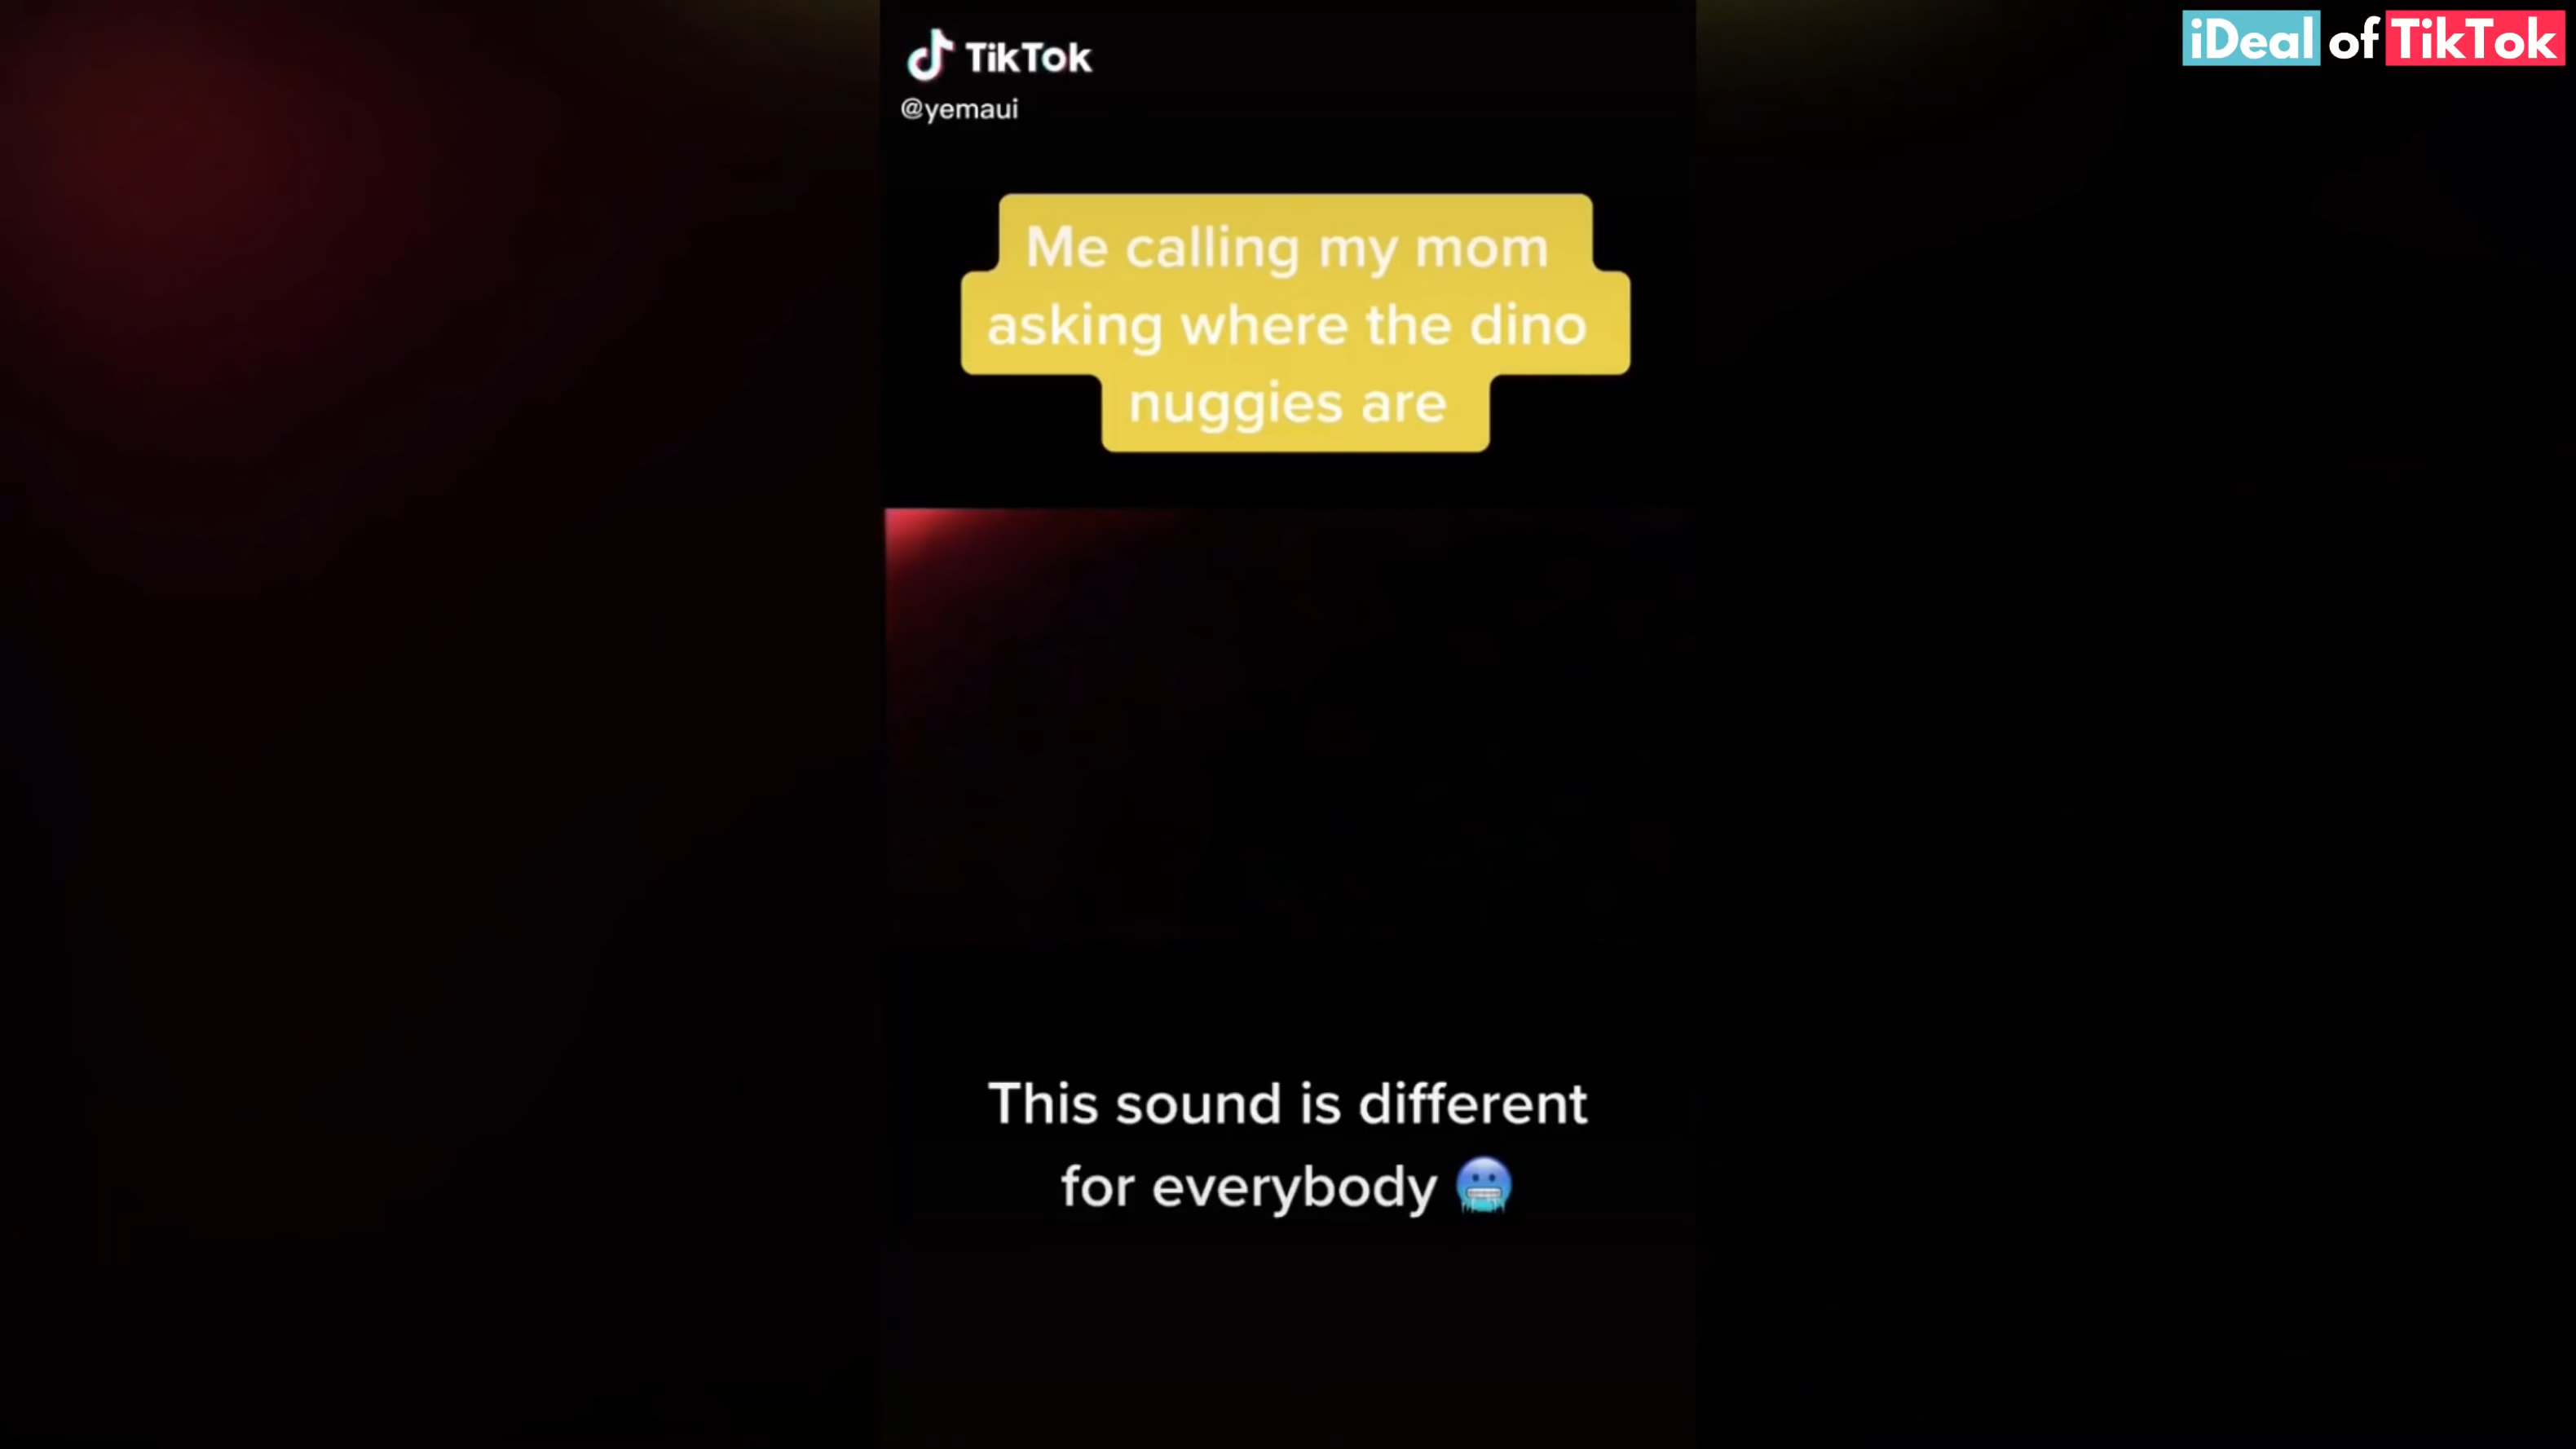 TikTok
@yemaui
iDeal of TikTok
Me calling my mom
asking where the dino
nuggies are
This sound is different
for everybody 🥶